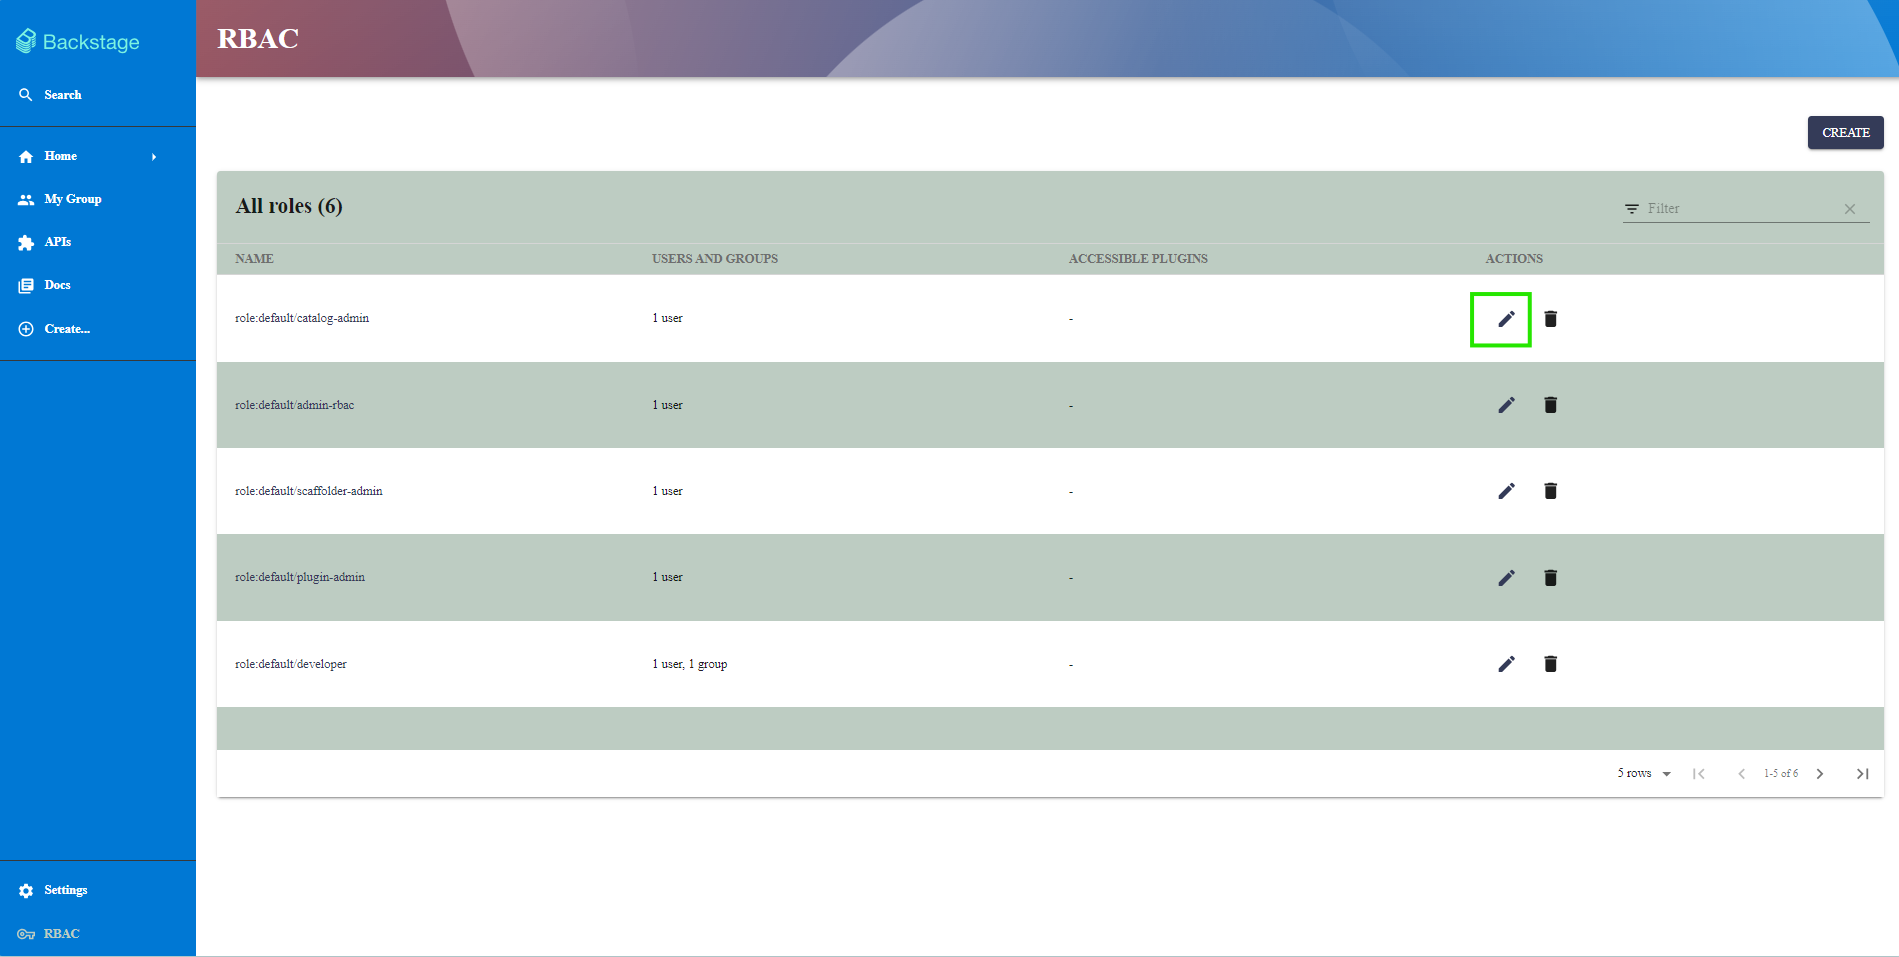 Backstage
RBAC
Search
CREATE
Home
My Group
APIs
Docs
Create...
All roles (6)
Filter
NAME USERS AND GROUPS ACCESSIBLE PLUGINS ACTIONS
role:default/catalog-admin 1 user -
role:default/admin-rbac 1 user -
role:default/scaffolder-admin 1 user -
role:default/plugin-admin 1 user -
role:default/developer 1 user, 1 group -
5 rows 1-5 of 6
Settings
RBAC